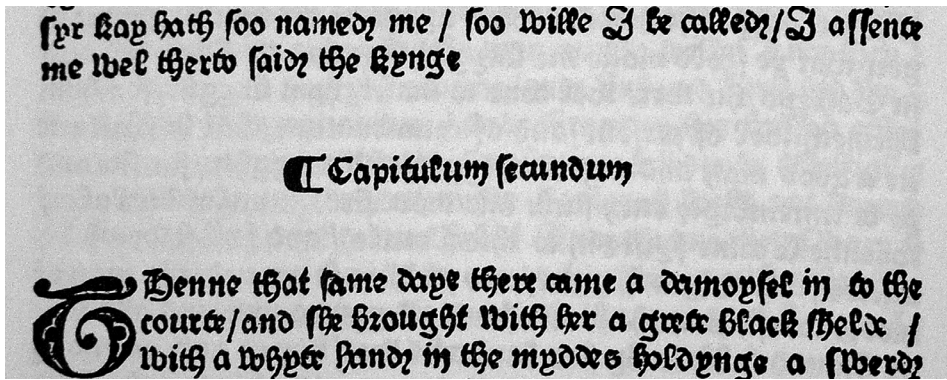 syr kay hath soo named me / soo wille I be called / I assente
me wel therto said the kynge
¶ Capitulum secundum
THenne that same daye there came a damoysel in to the
courte / and she brought with her a grete black shelde /
with a whyte hand in the myddes holdynge a swerd